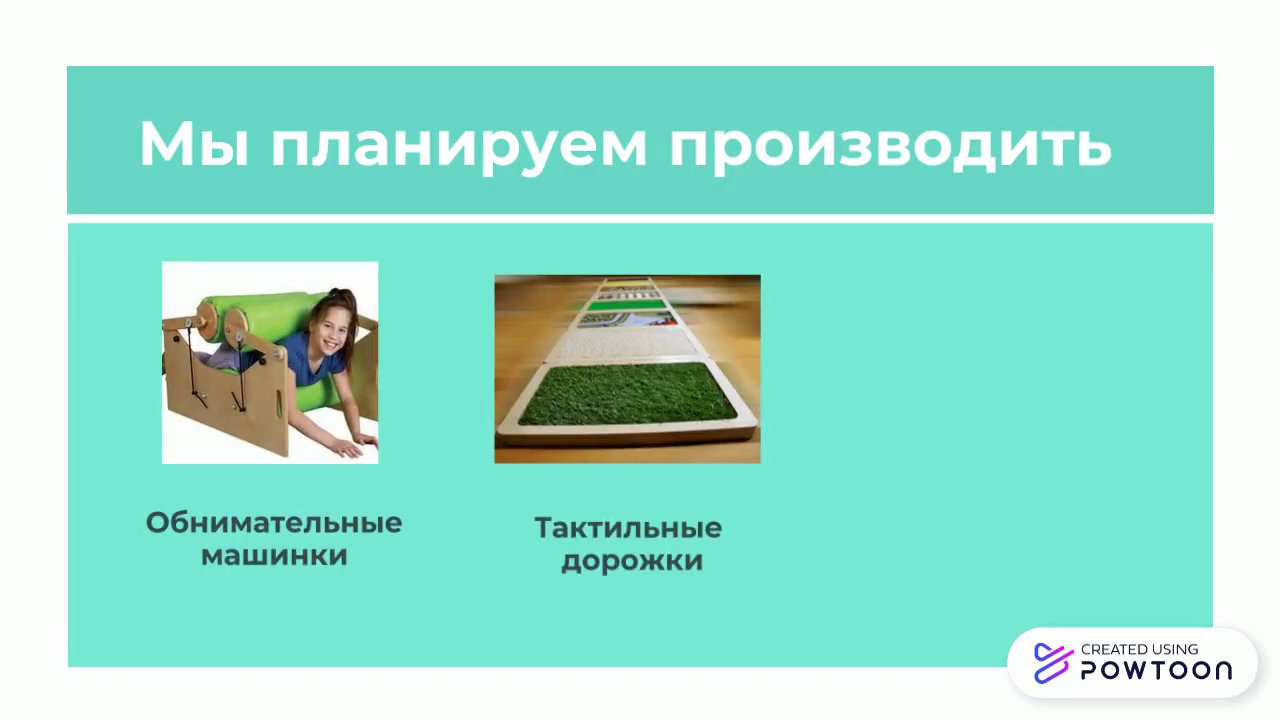 Мы планируем производить
Обнимательные
машинки
Тактильные
дорожки
CREATED USING
POWTOON